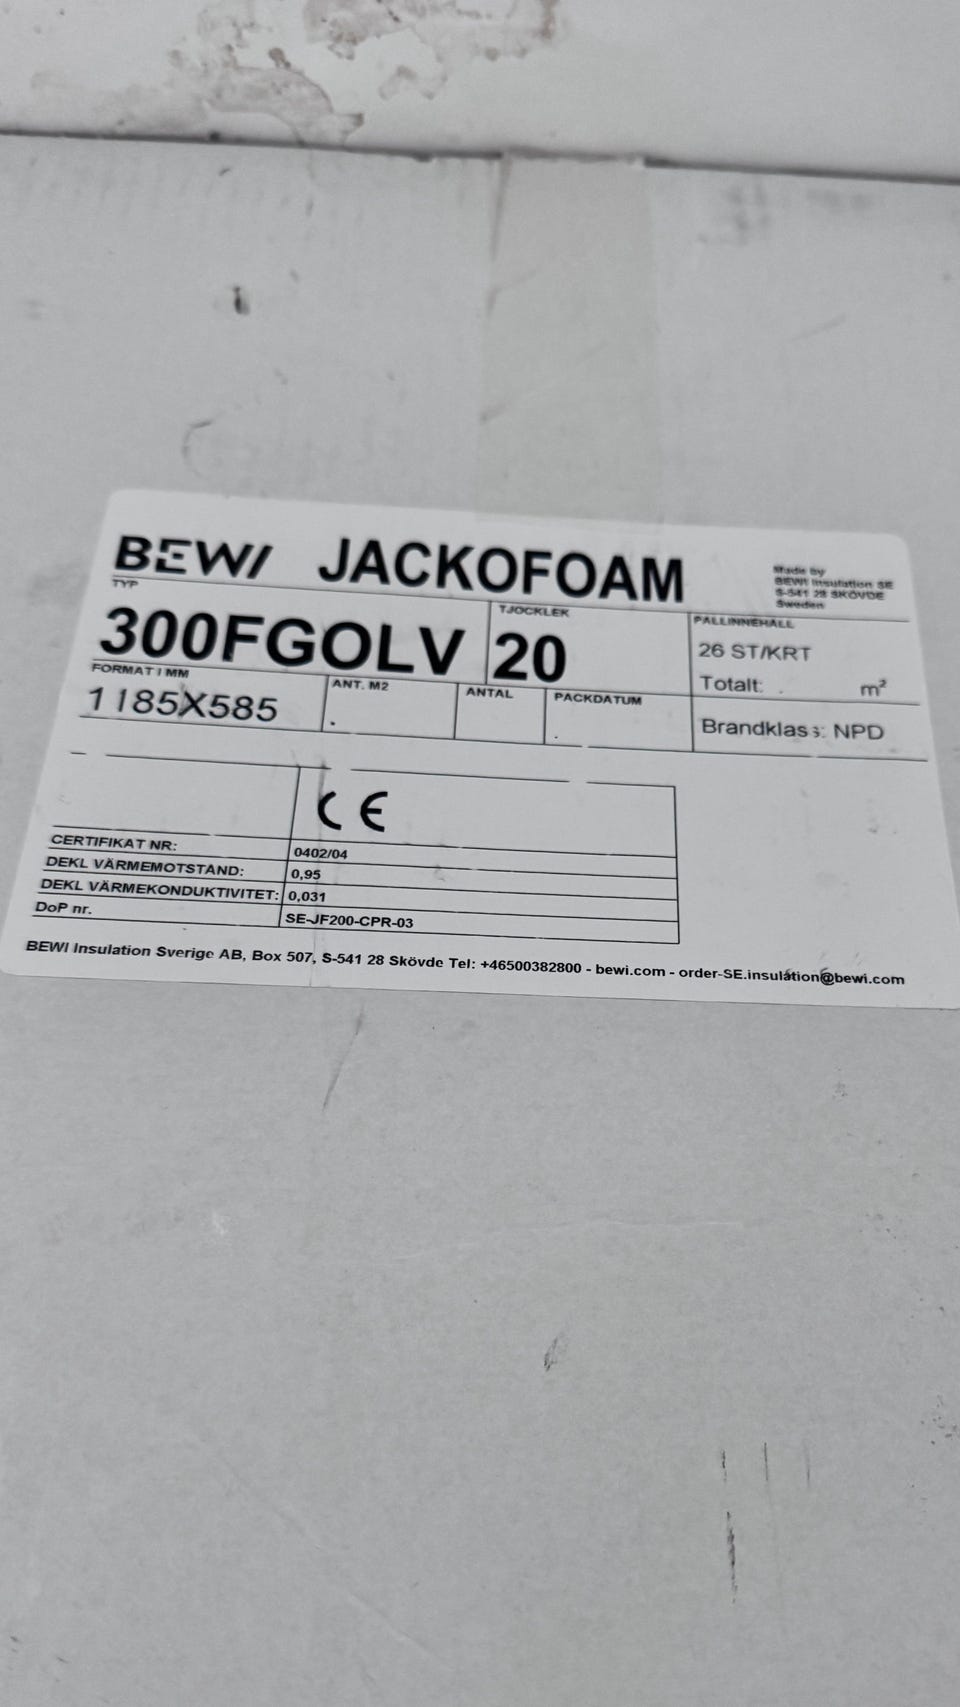 BEWI JACKOFOAM
Made by
BEWI Insulation SE
S-541 28 SKÖVDE
Sweden
TYP
300FGOLV
TJOCKLEK
20
PALLINNEHÅLL
26 ST/KRT
Totalt: . m²
FORMAT I MM
1185X585
ANT. M2
.
ANTAL
PACKDATUM
.
Brandklass: NPD
CE
CERTIFIKAT NR: 0402/04
DEKL VÄRMEMOTSTAND: 0,95
DEKL VÄRMEKONDUKTIVITET: 0,031
DoP nr. SE-JF200-CPR-03
BEWI Insulation Sverige AB, Box 507, S-541 28 Skövde Tel: +46500382800 - bewi.com - order-SE.insulation@bewi.com